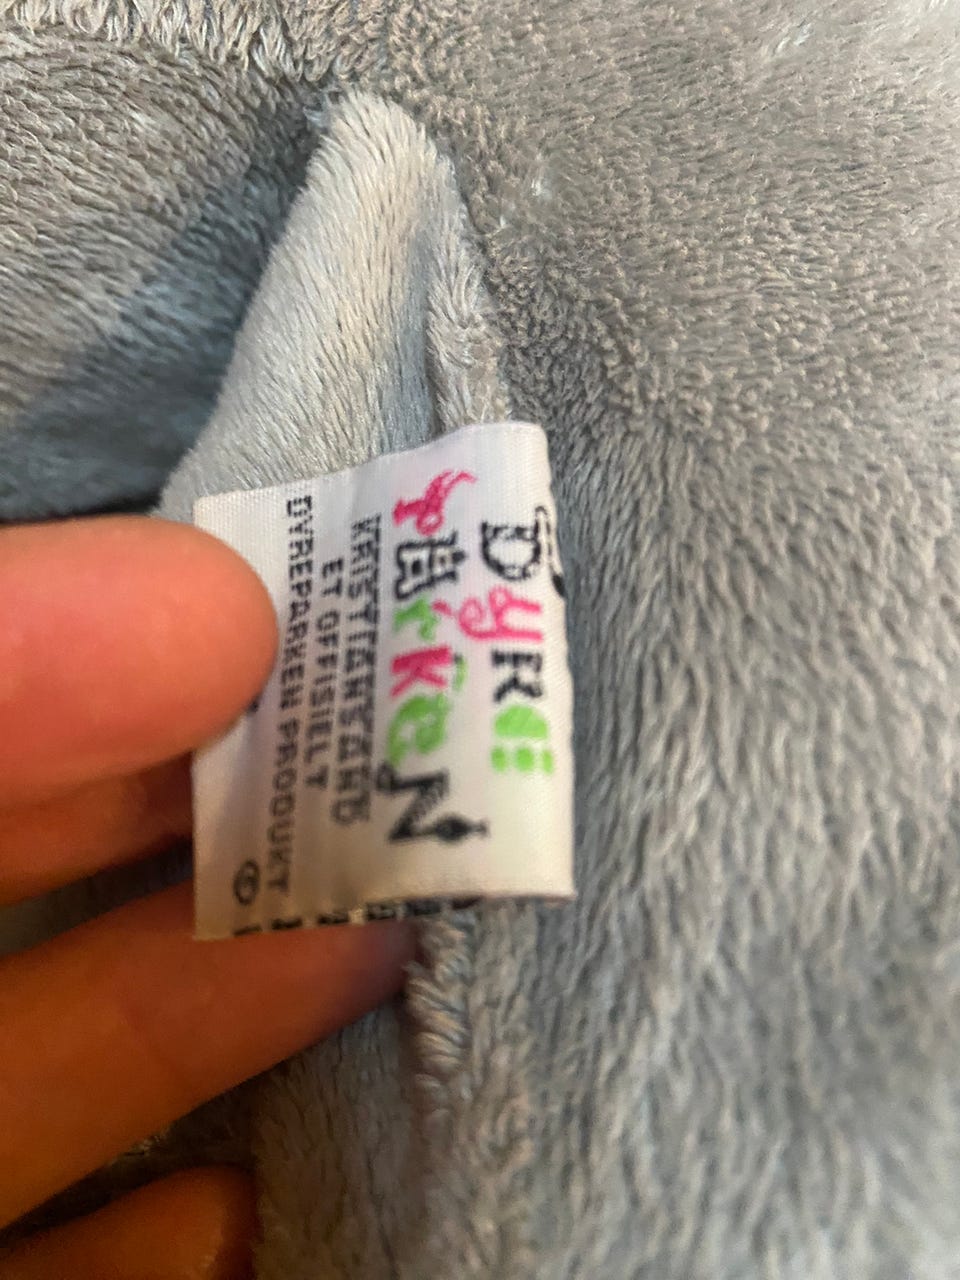 DYRE
PARKEN
KRISTIANSAND
ET OFFISIELT
DYREPARKEN PRODUKT